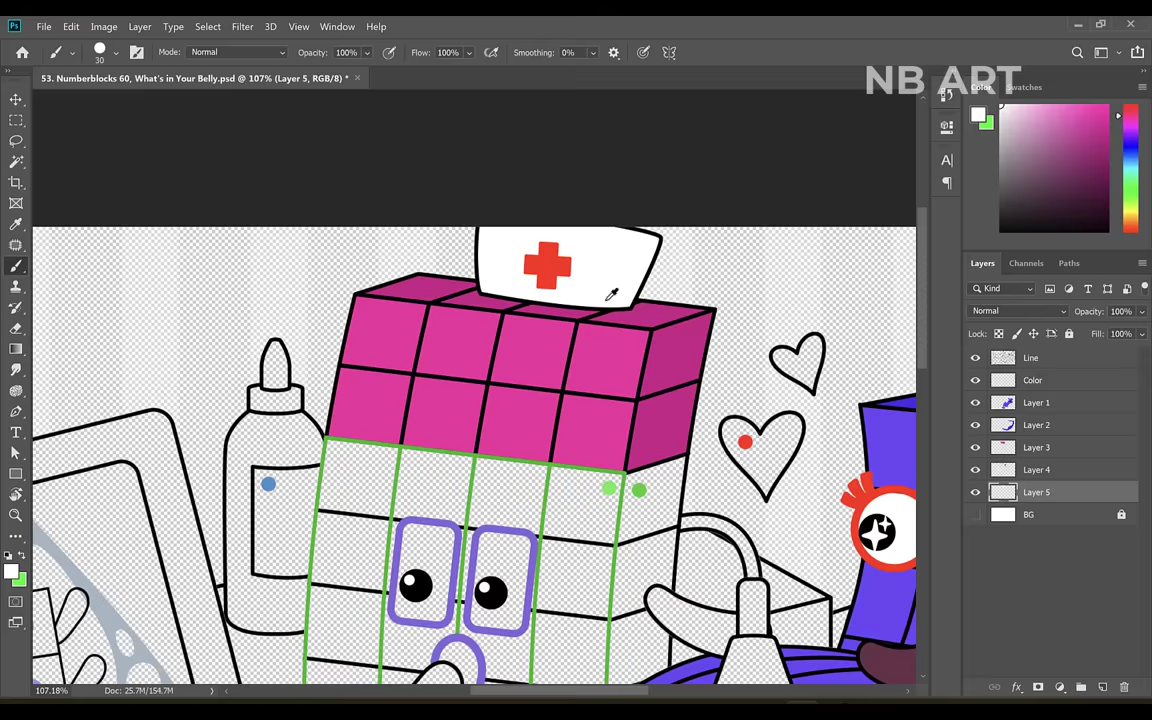 Ps File Edit Image Layer Type Select Filter 3D View Window Help
30 Mode: Normal Opacity: 100% Flow: 100% Smoothing: 0%
53. Numberblocks 60, What's in Your Belly.psd @ 107% (Layer 5, RGB/8) * ×
NB ART
Color Swatches
Layers Channels Paths
Kind
Normal Opacity: 100%
Lock: Fill: 100%
Line
Color
Layer 1
Layer 2
Layer 3
Layer 4
Layer 5
BG
107.18% Doc: 25.7M/154.7M